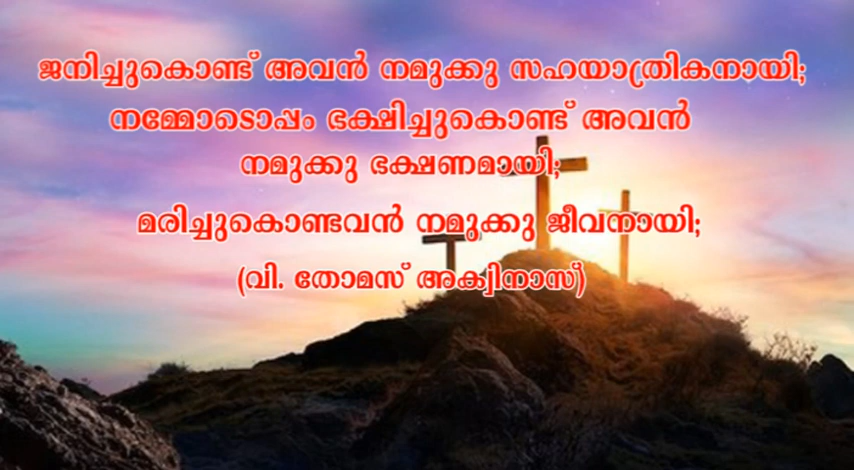 ജനിച്ചുകൊണ്ട് അവൻ നമുക്കു സഹയാത്രികനായി;
നമ്മോടൊപ്പം ഭക്ഷിച്ചുകൊണ്ട് അവൻ
നമുക്കു ഭക്ഷണമായി;
മരിച്ചുകൊണ്ടവൻ നമുക്കു ജീവനായി;
(വി. തോമസ് അക്വിനാസ്)